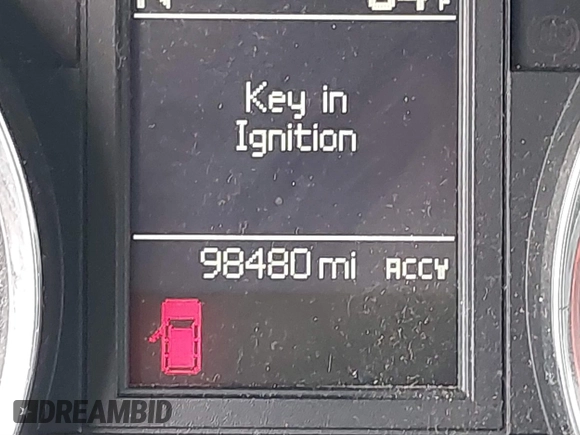 Key in
Ignition
98480 mi ACCY
DREAMBID